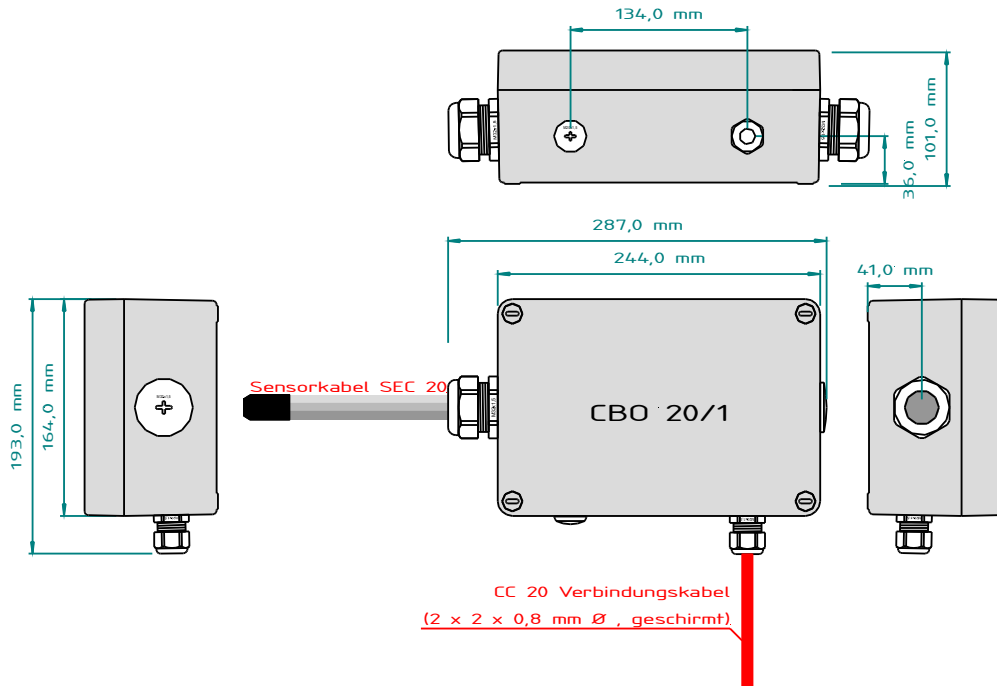 134,0 mm
101,0 mm
36,0 mm
287,0 mm
244,0 mm
41,0 mm
193,0 mm
164,0 mm
Sensorkabel SEC 20
CBO 20/1
CC 20 Verbindungskabel
(2 x 2 x 0,8 mm Ø , geschirmt)